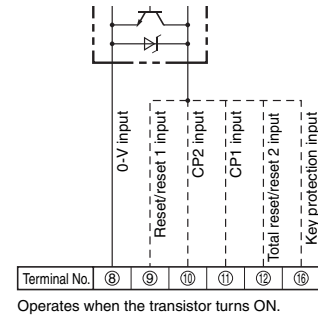 0-V input
Reset/reset 1 input
CP2 input
CP1 input
Total reset/reset 2 input
Key protection input
Terminal No. ⑧ ⑨ ⑩ ⑪ ⑫ ⑯
Operates when the transistor turns ON.